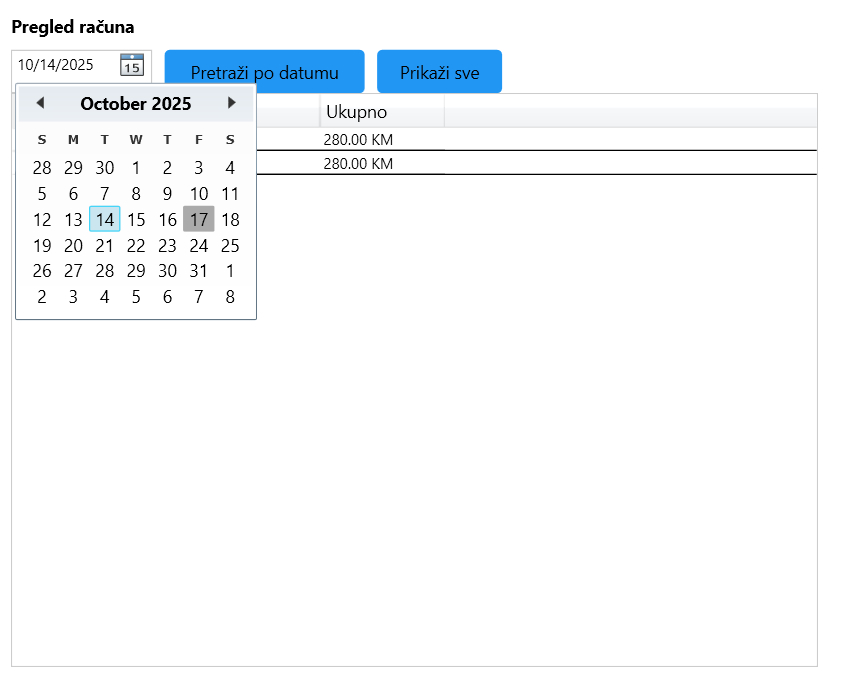 Pregled računa
10/14/2025 15 Pretraži po datumu Prikaži sve
October 2025 Ukupno
S M T W T F S 280.00 KM
28 29 30 1 2 3 4 280.00 KM
5 6 7 8 9 10 11
12 13 14 15 16 17 18
19 20 21 22 23 24 25
26 27 28 29 30 31 1
2 3 4 5 6 7 8